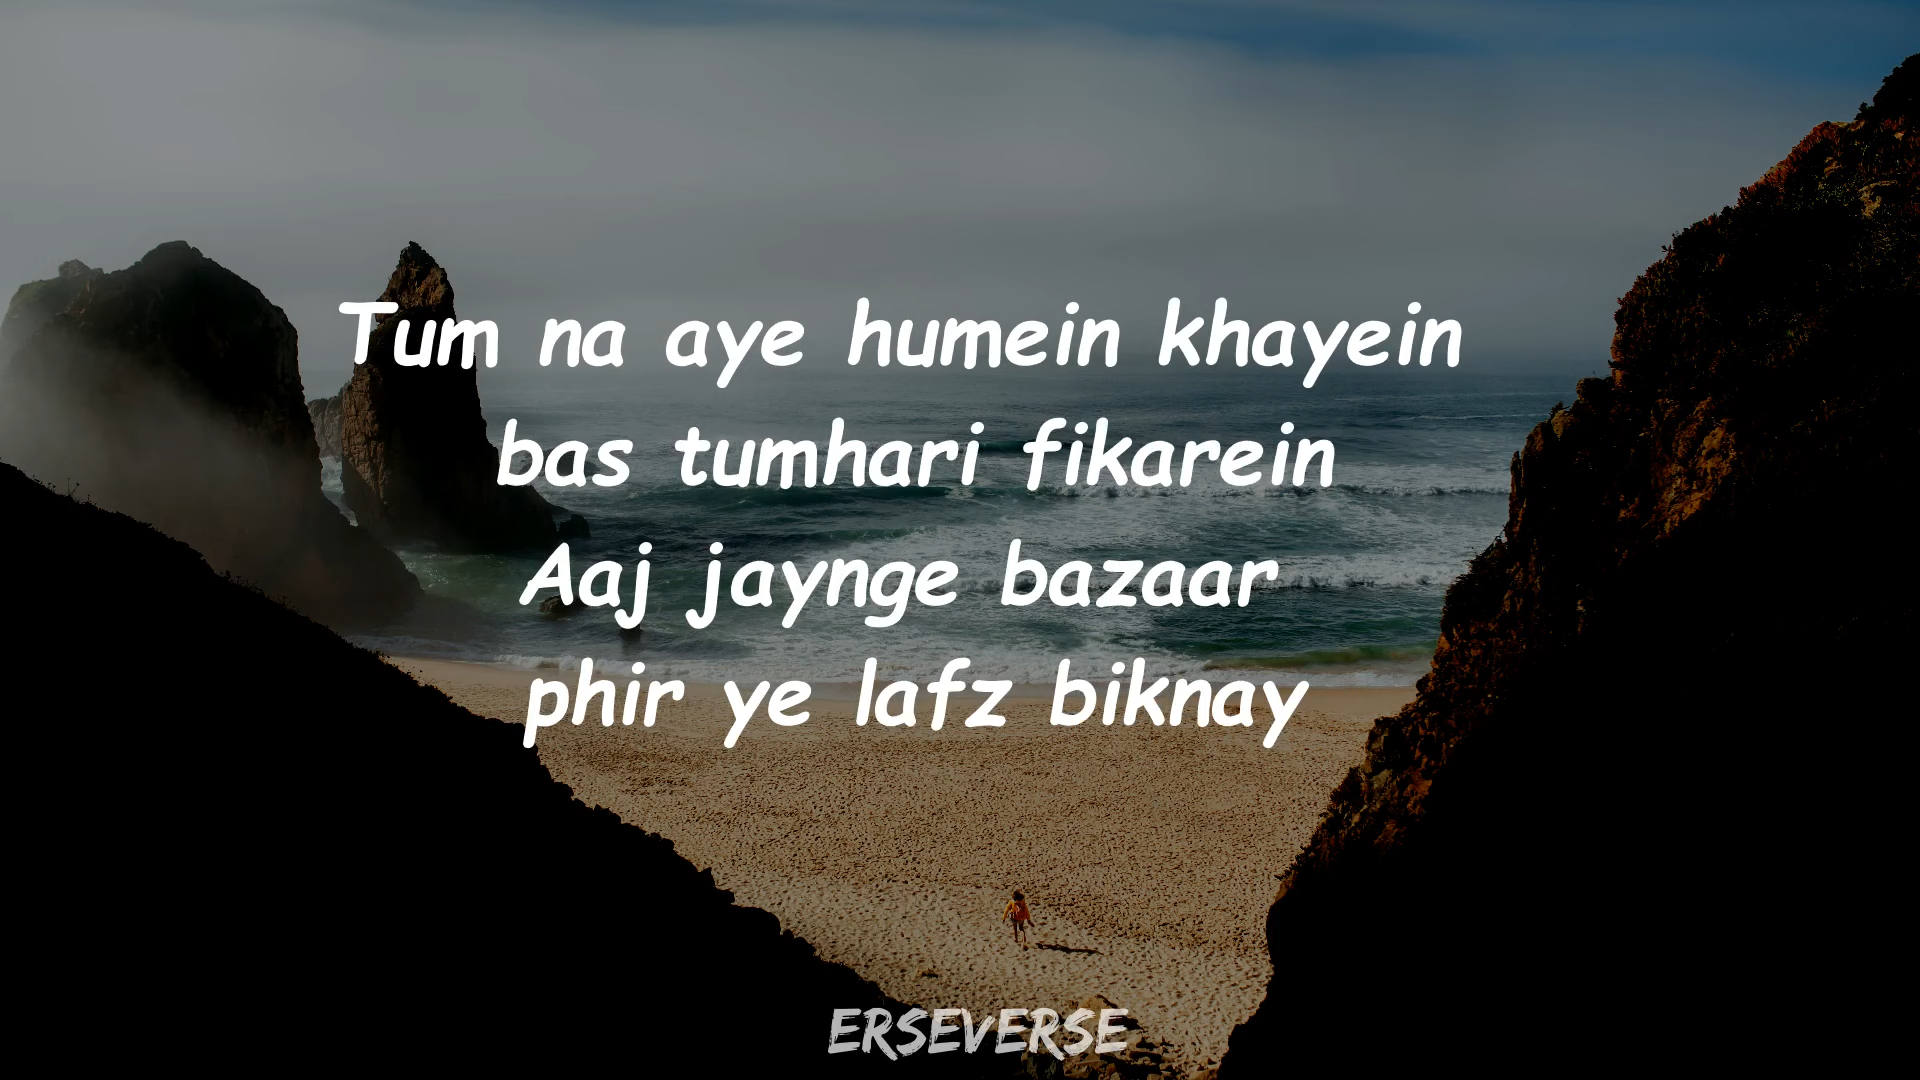 Tum na aye humein khayein
bas tumhari fikarein
Aaj jaynge bazaar
phir ye lafz biknay
ERSEVERSE